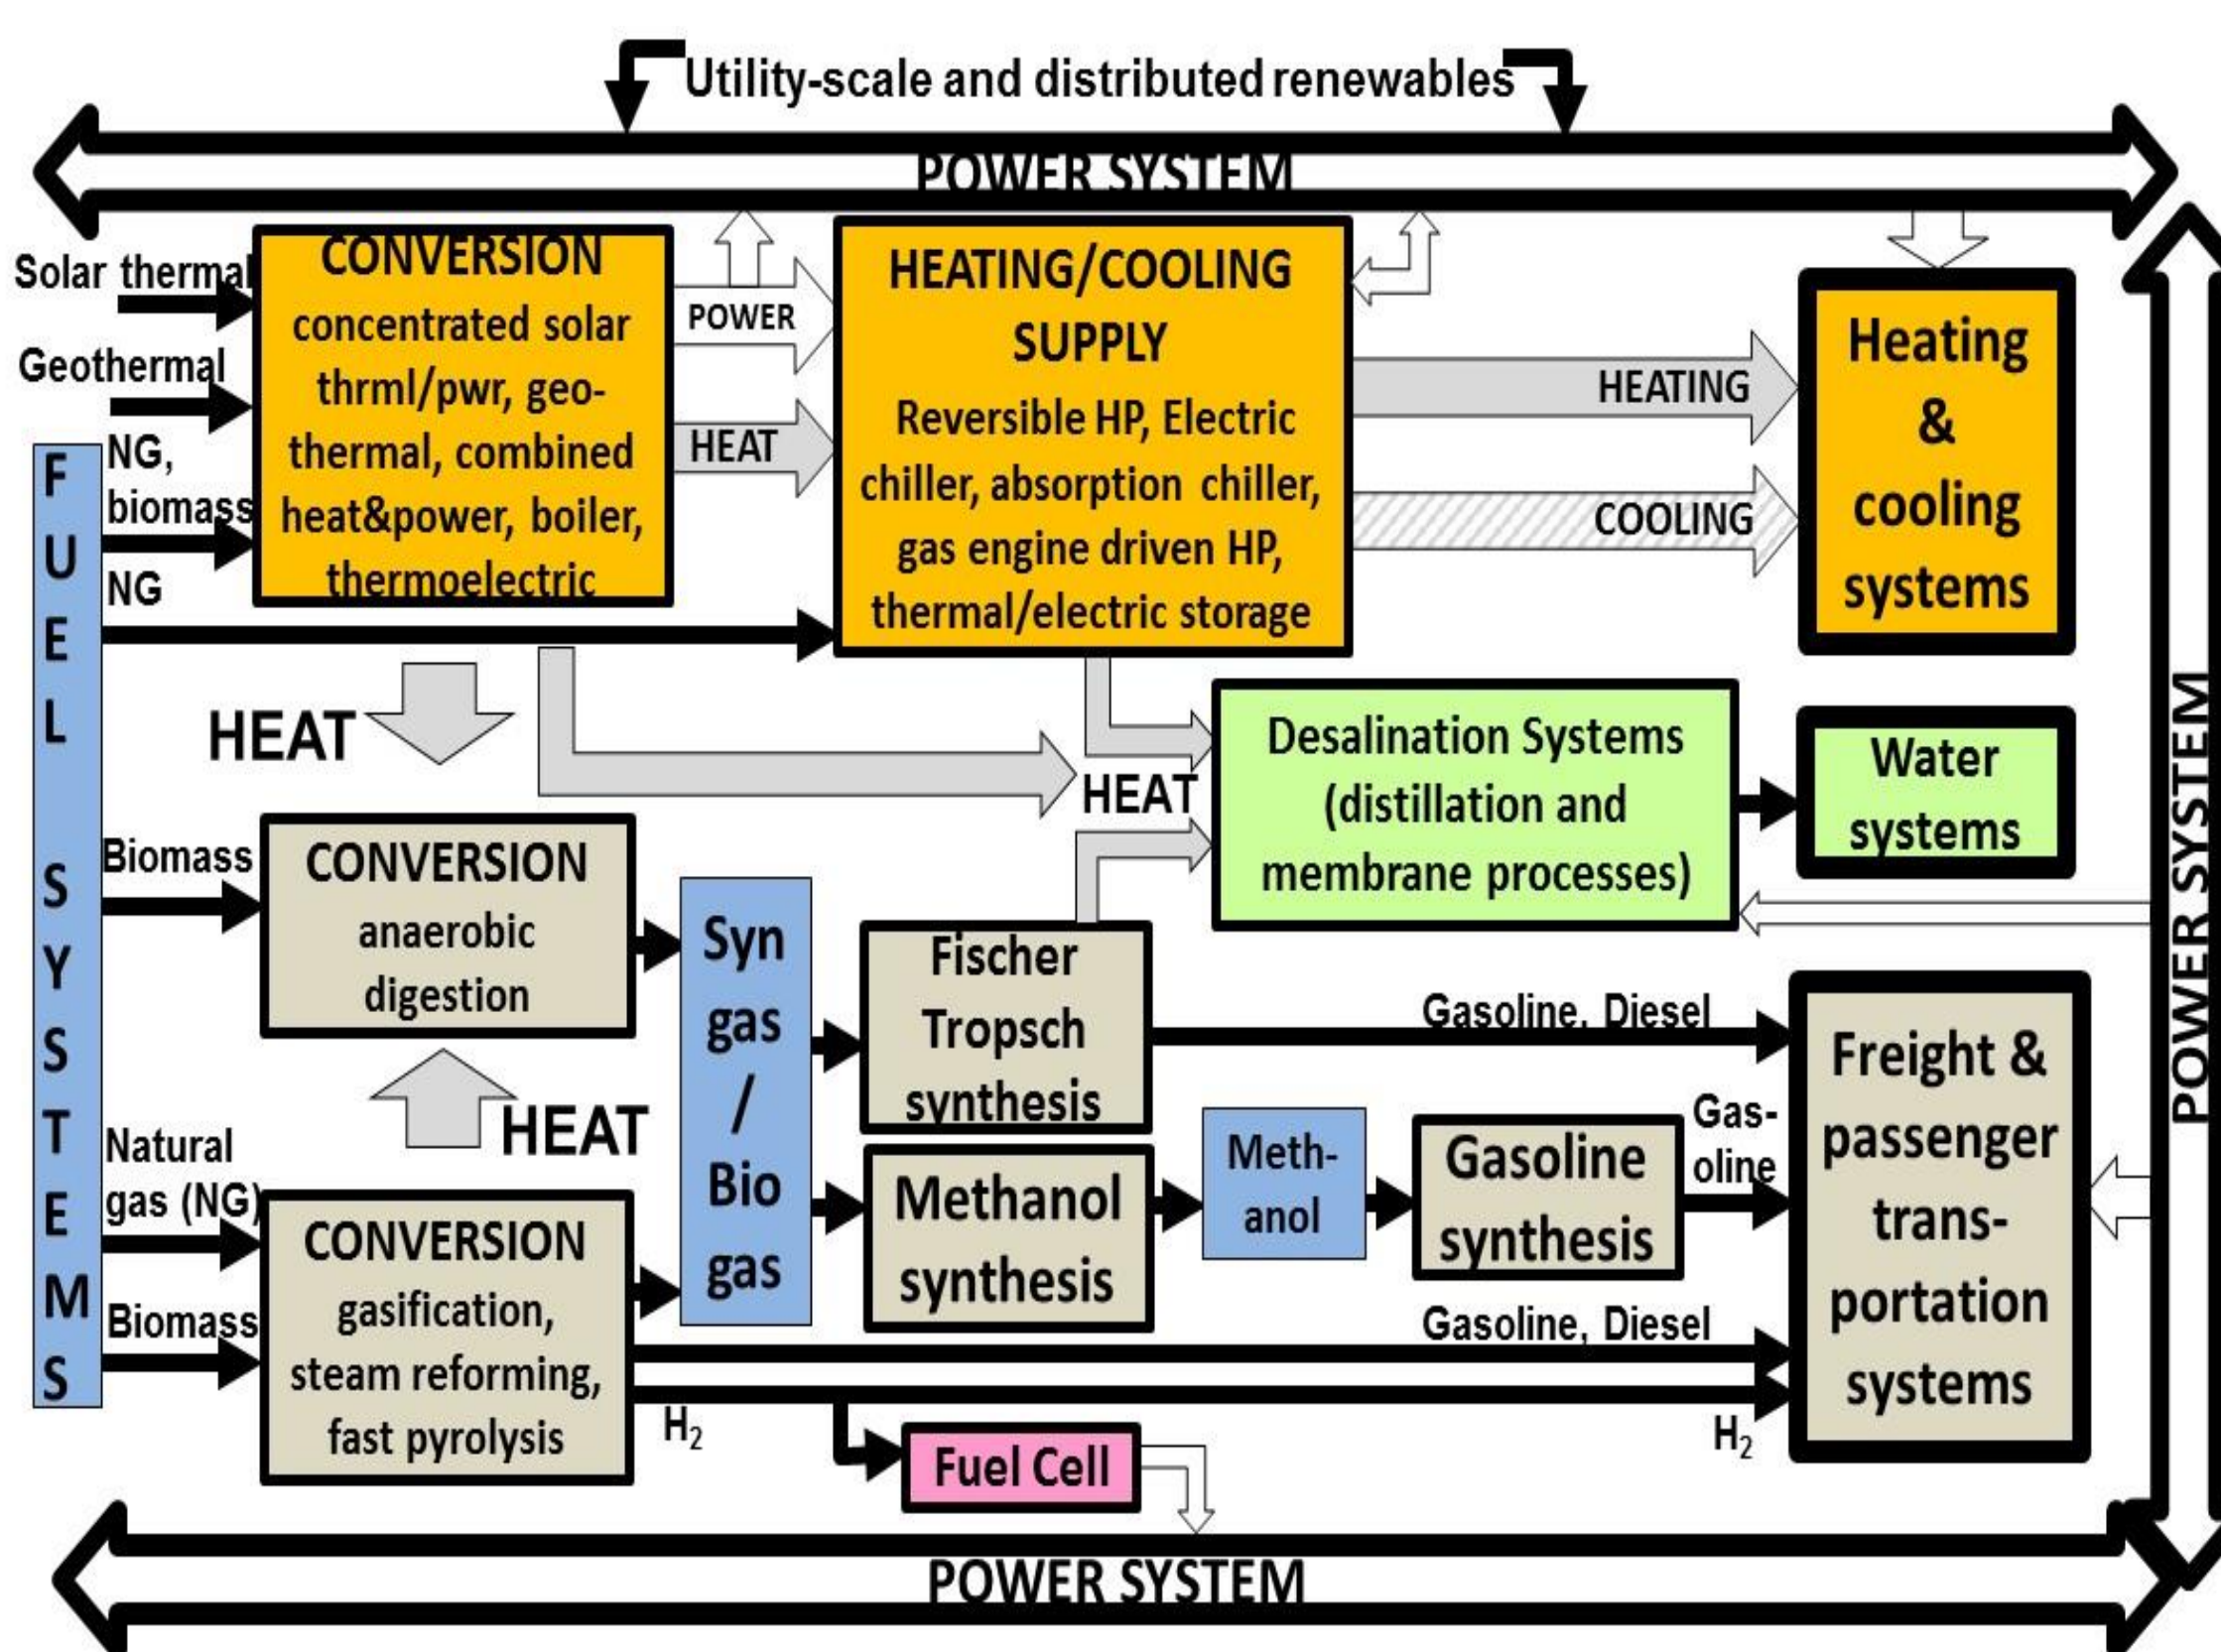 Utility-scale and distributed renewables
POWER SYSTEM
Solar thermal
Geothermal
NG,
biomass
NG
CONVERSION
concentrated solar
thrml/pwr, geo-
thermal, combined
heat&power, boiler,
thermoelectric
POWER
HEAT
HEATING/COOLING
SUPPLY
Reversible HP, Electric
chiller, absorption chiller,
gas engine driven HP,
thermal/electric storage
HEATING
COOLING
Heating
&
cooling
systems
FUEL SYSTEMS
HEAT
HEAT
Desalination Systems
(distillation and
membrane processes)
Water
systems
POWER SYSTEM
Biomass
CONVERSION
anaerobic
digestion
HEAT
Natural
gas (NG)
Biomass
CONVERSION
gasification,
steam reforming,
fast pyrolysis
Syn
gas
/
Bio
gas
Fischer
Tropsch
synthesis
Gasoline, Diesel
Methanol
synthesis
Meth-
anol
Gasoline
synthesis
Gas-
oline
Gasoline, Diesel
H₂
H₂
Freight &
passenger
trans-
portation
systems
Fuel Cell
POWER SYSTEM